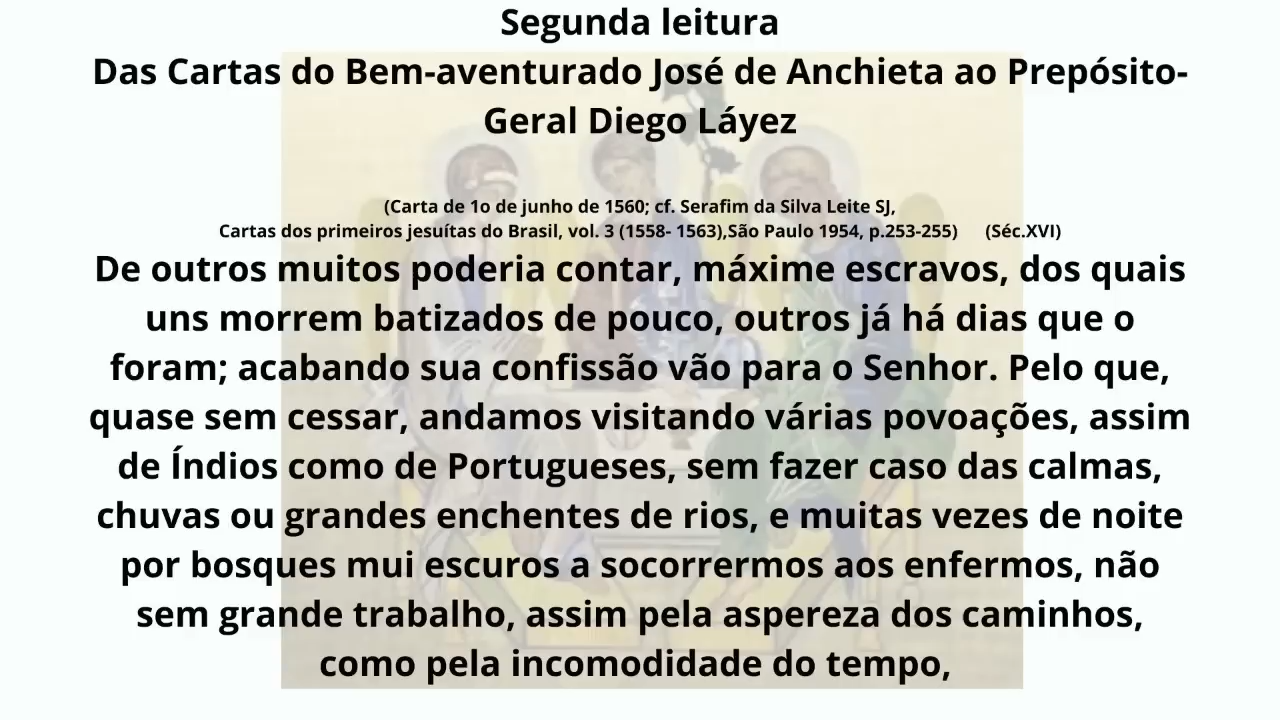 Segunda leitura
Das Cartas do Bem-aventurado José de Anchieta ao Prepósito-
Geral Diego Láyez
(Carta de 1o de junho de 1560; cf. Serafim da Silva Leite SJ,
Cartas dos primeiros jesuítas do Brasil, vol. 3 (1558- 1563),São Paulo 1954, p.253-255) (Séc.XVI)
De outros muitos poderia contar, máxime escravos, dos quais
uns morrem batizados de pouco, outros já há dias que o
foram; acabando sua confissão vão para o Senhor. Pelo que,
quase sem cessar, andamos visitando várias povoações, assim
de Índios como de Portugueses, sem fazer caso das calmas,
chuvas ou grandes enchentes de rios, e muitas vezes de noite
por bosques mui escuros a socorrermos aos enfermos, não
sem grande trabalho, assim pela aspereza dos caminhos,
como pela incomodidade do tempo,